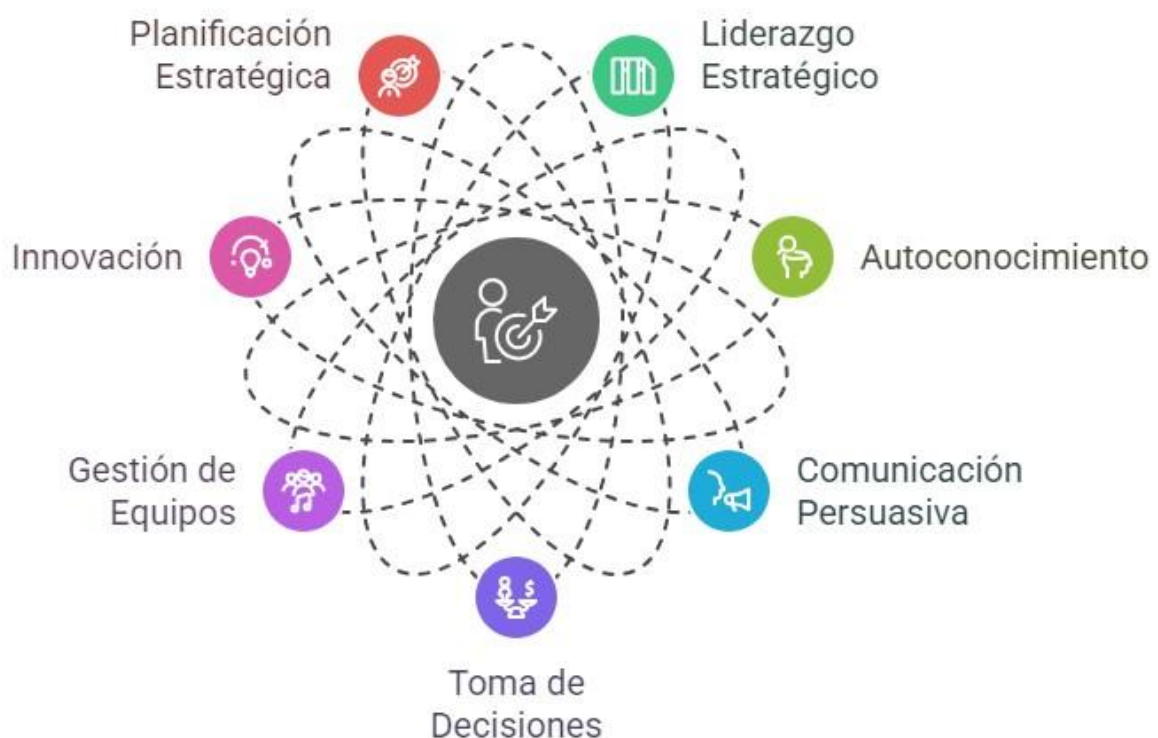 Planificación
Estratégica
Liderazgo
Estratégico
Innovación
Autoconocimiento
Gestión de
Equipos
Comunicación
Persuasiva
Toma de
Decisiones